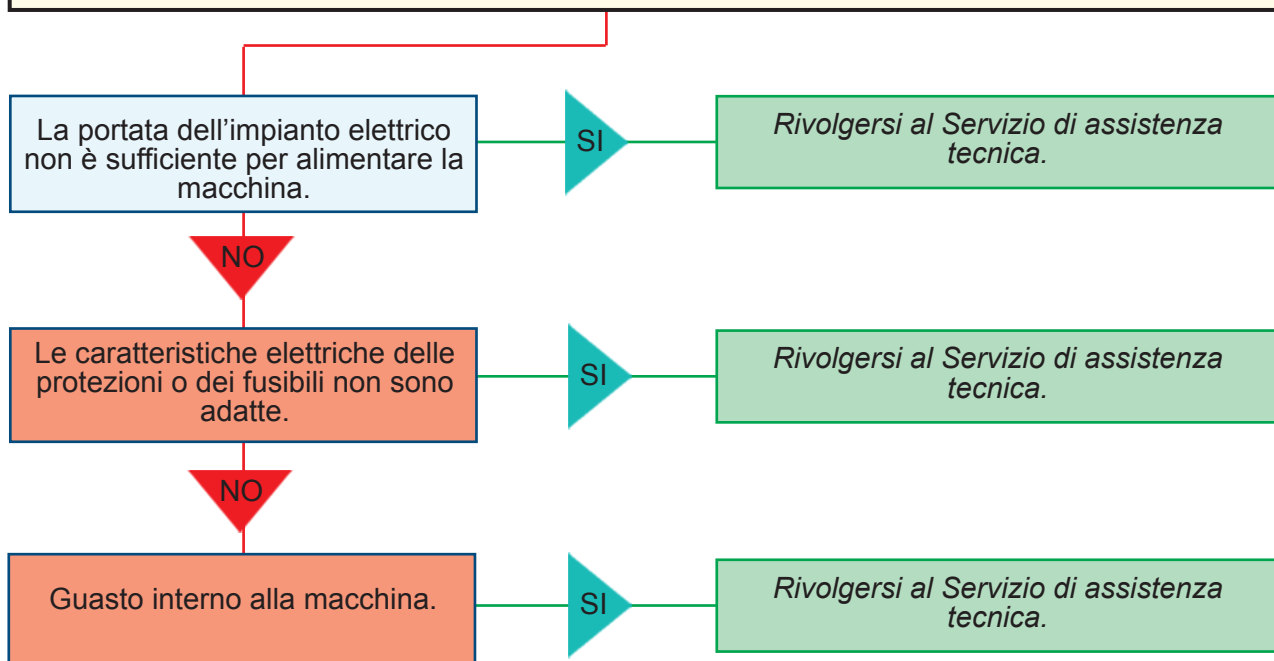 La portata dell’impianto elettrico
non è sufficiente per alimentare la
macchina.
SI
Rivolgersi al Servizio di assistenza
tecnica.
NO
Le caratteristiche elettriche delle
protezioni o dei fusibili non sono
adatte.
SI
Rivolgersi al Servizio di assistenza
tecnica.
NO
Guasto interno alla macchina.
SI
Rivolgersi al Servizio di assistenza
tecnica.